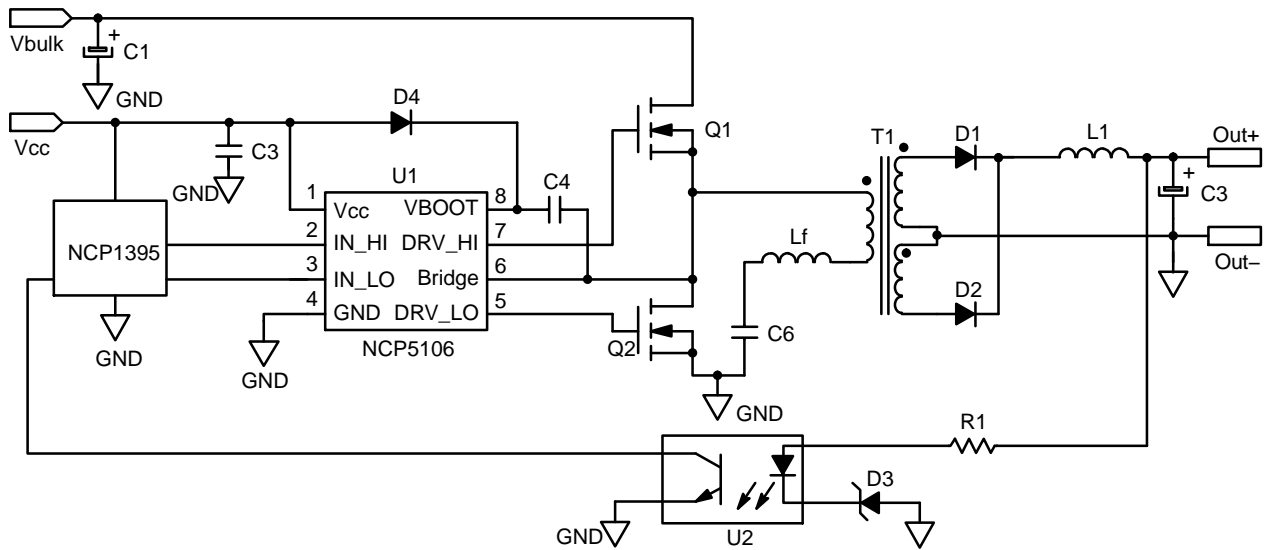 Vbulk
+
C1
GND
Vcc
D4
C3
GND
Q1
T1
D1
L1
Out+
+
C3
Out−
U1
C4
1
Vcc
VBOOT
8
NCP1395
2
IN_HI
DRV_HI
7
3
IN_LO
Bridge
6
4
GND
DRV_LO
5
Lf
D2
GND
GND
NCP5106
Q2
C6
GND
R1
D3
GND
U2